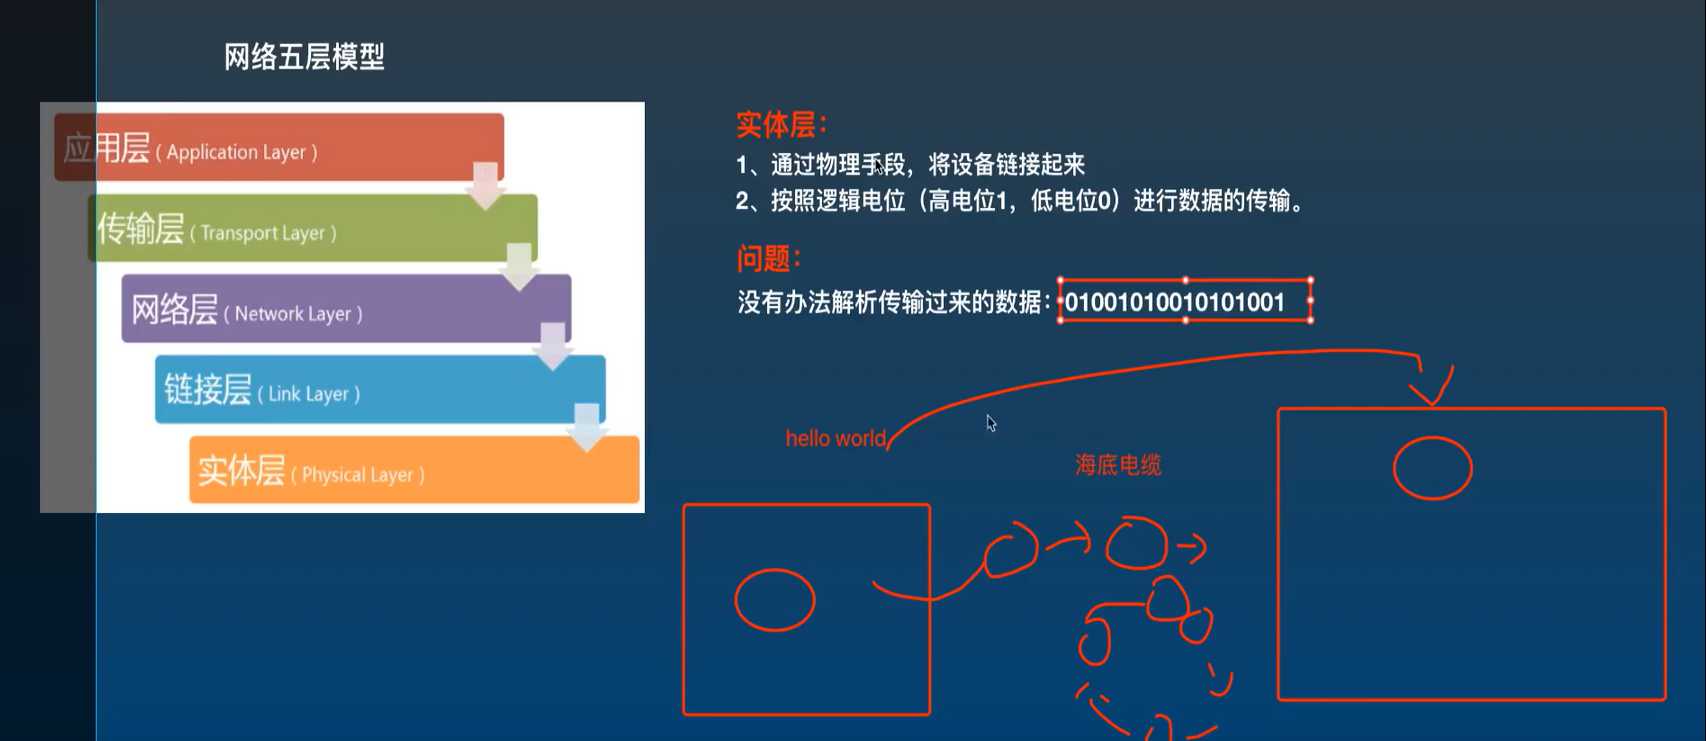 网络五层模型
应用层 ( Application Layer )
传输层 ( Transport Layer )
网络层 ( Network Layer )
链接层 ( Link Layer )
实体层 ( Physical Layer )
实体层：
1、通过物理手段，将设备链接起来
2、按照逻辑电位（高电位1，低电位0）进行数据的传输。
问题：
没有办法解析传输过来的数据：01001010010101001
hello world
海底电缆